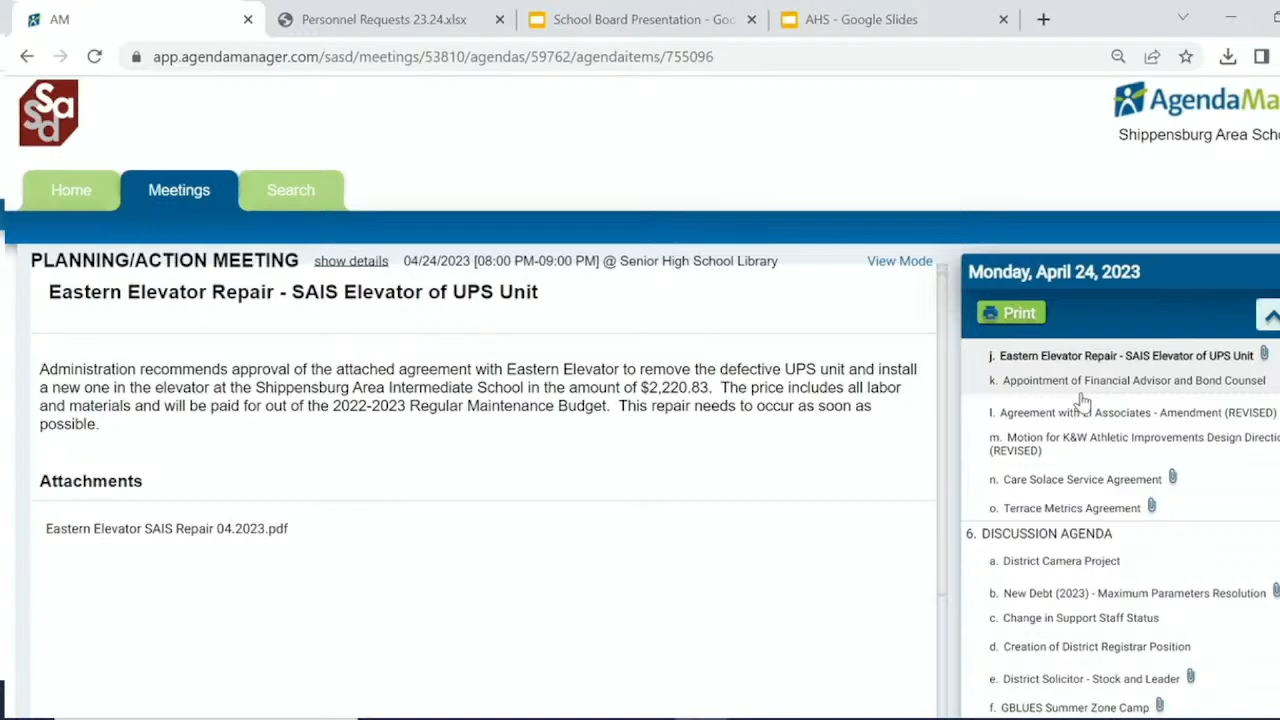 AM
Personnel Requests 23.24.xlsx
School Board Presentation - Goo
AHS - Google Slides
app.agendamanager.com/sasd/meetings/53810/agendas/59762/agendaitems/755096
Sa
Sd
AgendaMa
Shippensburg Area Scho
Home
Meetings
Search
PLANNING/ACTION MEETING show details 04/24/2023 [08:00 PM-09:00 PM] @ Senior High School Library View Mode
Eastern Elevator Repair - SAIS Elevator of UPS Unit
Administration recommends approval of the attached agreement with Eastern Elevator to remove the defective UPS unit and install
a new one in the elevator at the Shippensburg Area Intermediate School in the amount of $2,220.83. The price includes all labor
and materials and will be paid for out of the 2022-2023 Regular Maintenance Budget. This repair needs to occur as soon as
possible.
Attachments
Eastern Elevator SAIS Repair 04.2023.pdf
Monday, April 24, 2023
Print
j. Eastern Elevator Repair - SAIS Elevator of UPS Unit
k. Appointment of Financial Advisor and Bond Counsel
l. Agreement with Associates - Amendment (REVISED)
m. Motion for K&W Athletic Improvements Design Directio
(REVISED)
n. Care Solace Service Agreement
o. Terrace Metrics Agreement
6. DISCUSSION AGENDA
a. District Camera Project
b. New Debt (2023) - Maximum Parameters Resolution
c. Change in Support Staff Status
d. Creation of District Registrar Position
e. District Solicitor - Stock and Leader
f. GBLUES Summer Zone Camp